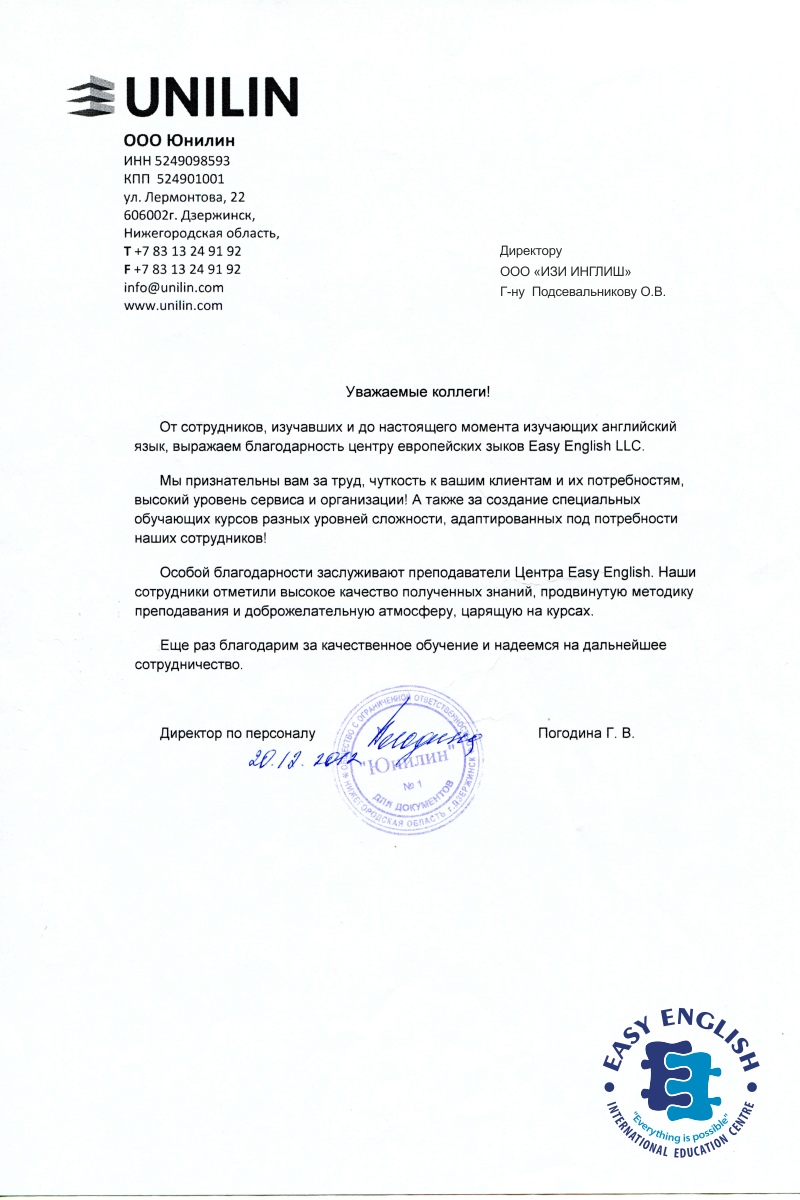 UNILIN
ООО Юнилин
ИНН 5249098593
КПП 524901001
ул. Лермонтова, 22
606002г. Дзержинск,
Нижегородская область,
T +7 83 13 24 91 92
F +7 83 13 24 91 92
info@unilin.com
www.unilin.com
Директору
ООО «ИЗИ ИНГЛИШ»
Г-ну Подсевальникову О.В.
Уважаемые коллеги!
От сотрудников, изучавших и до настоящего момента изучающих английский
язык, выражаем благодарность центру европейских зыков Easy English LLC.
Мы признательны вам за труд, чуткость к вашим клиентам и их потребностям,
высокий уровень сервиса и организации! А также за создание специальных
обучающих курсов разных уровней сложности, адаптированных под потребности
наших сотрудников!
Особой благодарности заслуживают преподаватели Центра Easy English. Наши
сотрудники отметили высокое качество полученных знаний, продвинутую методику
преподавания и доброжелательную атмосферу, царящую на курсах.
Еще раз благодарим за качественное обучение и надеемся на дальнейшее
сотрудничество.
Директор по персоналу
Погодина Г. В.
20.12.2012
ОБЩЕСТВО С ОГРАНИЧЕННОЙ ОТВЕТСТВЕННОСТЬЮ
"Юнилин"
№ 1
ДЛЯ ДОКУМЕНТОВ
НИЖЕГОРОДСКАЯ ОБЛАСТЬ г. ДЗЕРЖИНСК
EASY ENGLISH
"Everything is possible"
INTERNATIONAL EDUCATION CENTRE